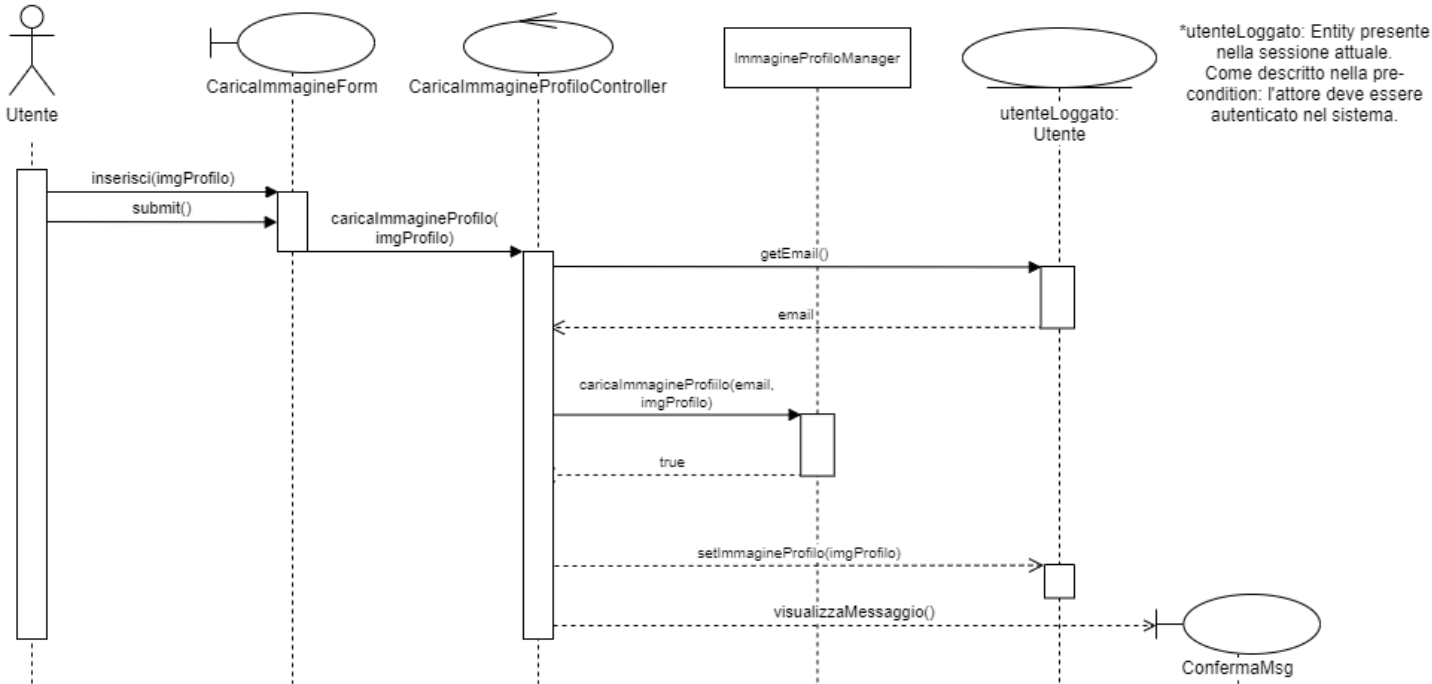 Utente
CaricaImmagineForm
CaricaImmagineProfiloController
ImmagineProfiloManager
utenteLoggato:
Utente
*utenteLoggato: Entity presente
nella sessione attuale.
Come descritto nella pre-
condition: l'attore deve essere
autenticato nel sistema.
inserisci(imgProfilo)
submit()
caricaImmagineProfilo(
imgProfilo)
getEmail()
email
caricaImmagineProfiilo(email,
imgProfilo)
true
setImmagineProfilo(imgProfilo)
visualizzaMessaggio()
ConfermaMsg